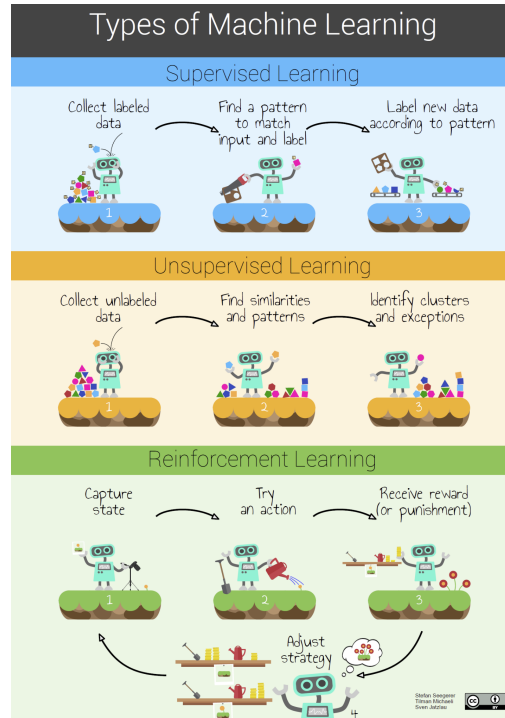 Types of Machine Learning
Supervised Learning
Collect labeled
data
Find a pattern
to match
input and label
Label new data
according to pattern
1
2
3
Unsupervised Learning
Collect unlabeled
data
Find similarities
and patterns
Identify clusters
and exceptions
1
2
3
Reinforcement Learning
Capture
state
Try
an action
Receive reward
(or punishment)
1
2
3
Adjust
strategy
4
Stefan Seegerer
Tilman Michaeli
Sven Jatzlau
cc
BY